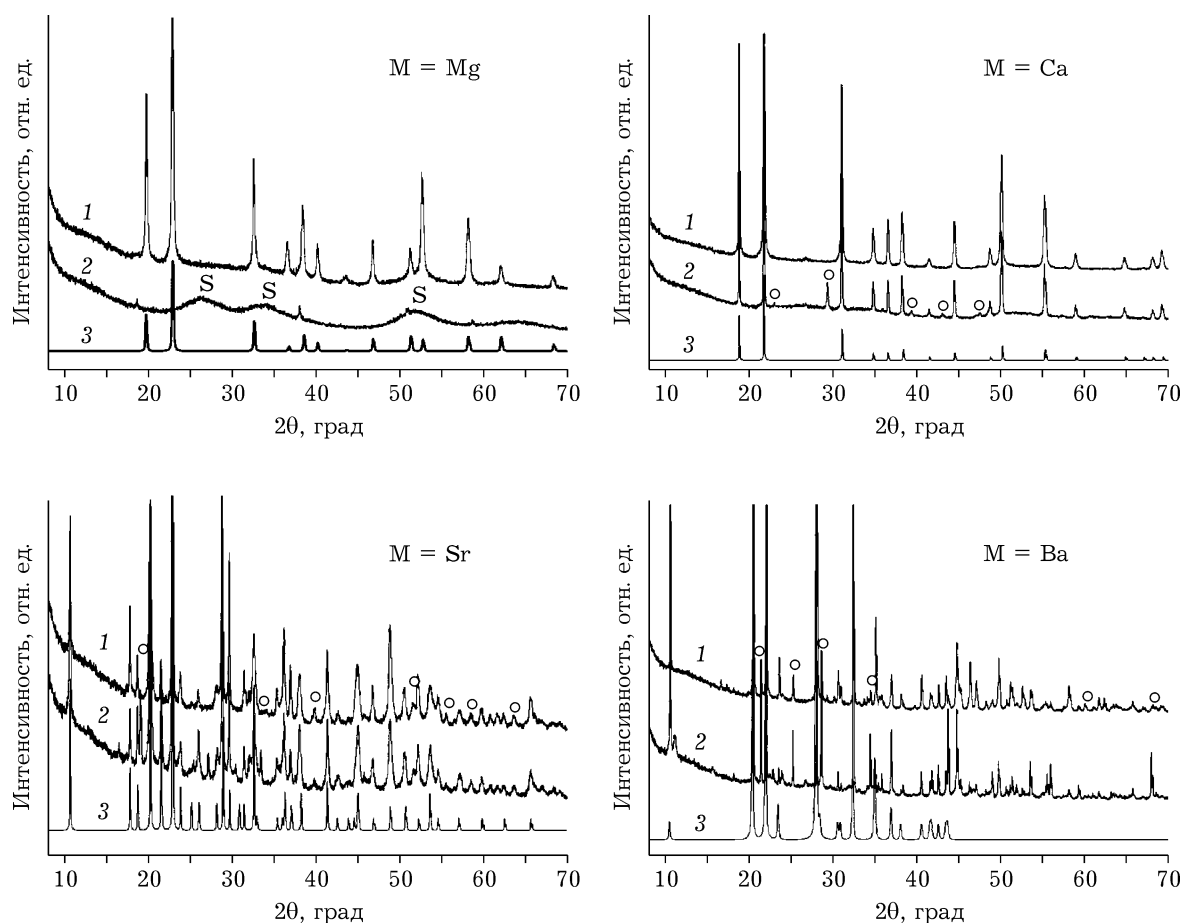 Интенсивность, отн. ед.
M = Mg
1
2
S
S
S
3
10 20 30 40 50 60 70
2θ, град
Интенсивность, отн. ед.
M = Ca
1
2
3
10 20 30 40 50 60 70
2θ, град
Интенсивность, отн. ед.
M = Sr
1
2
3
10 20 30 40 50 60 70
2θ, град
Интенсивность, отн. ед.
M = Ba
1
2
3
10 20 30 40 50 60 70
2θ, град